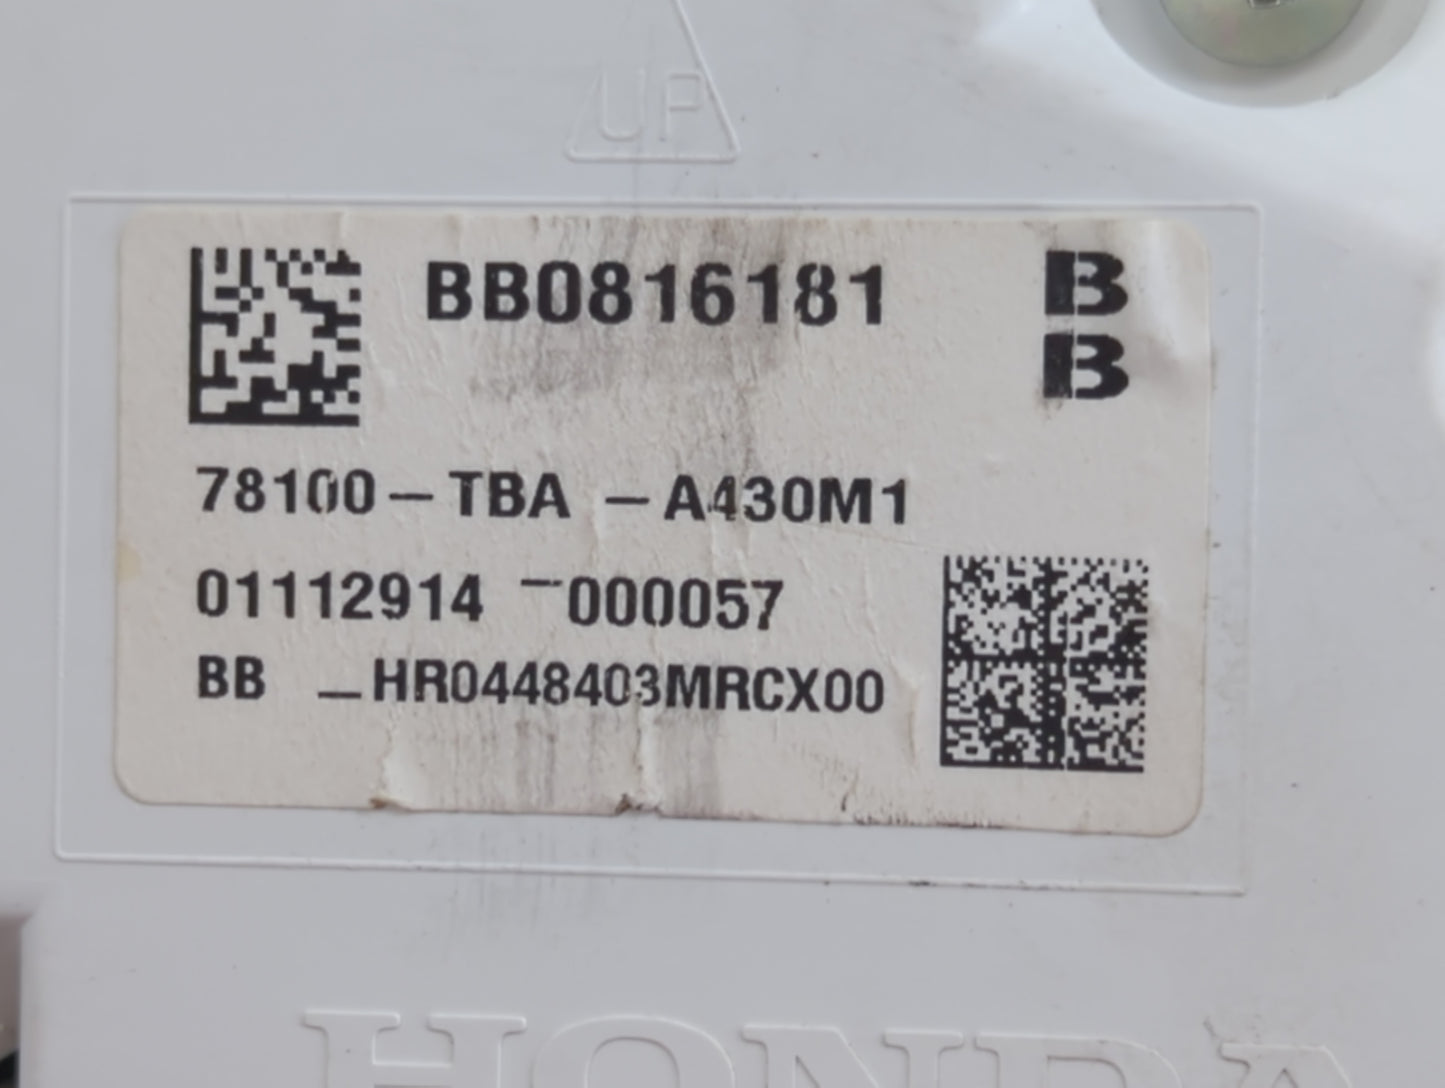 UP
BB0816181
B
B
78100-TBA -A430M1
01112914 -000057
BB -HR0448403MRCX00
HONDA